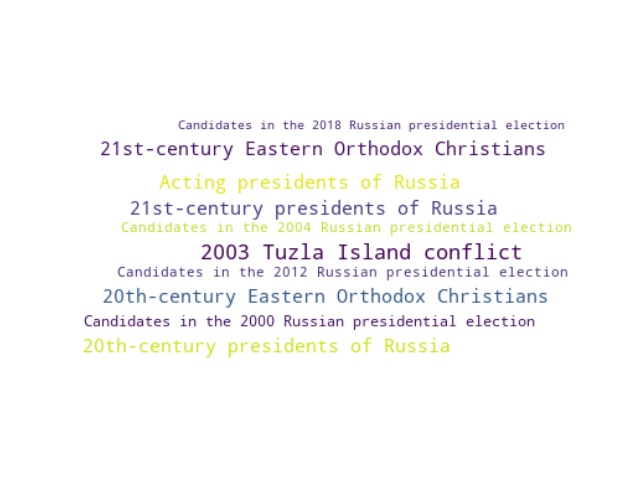 Candidates in the 2018 Russian presidential election
21st-century Eastern Orthodox Christians
Acting presidents of Russia
21st-century presidents of Russia
Candidates in the 2004 Russian presidential election
2003 Tuzla Island conflict
Candidates in the 2012 Russian presidential election
20th-century Eastern Orthodox Christians
Candidates in the 2000 Russian presidential election
20th-century presidents of Russia